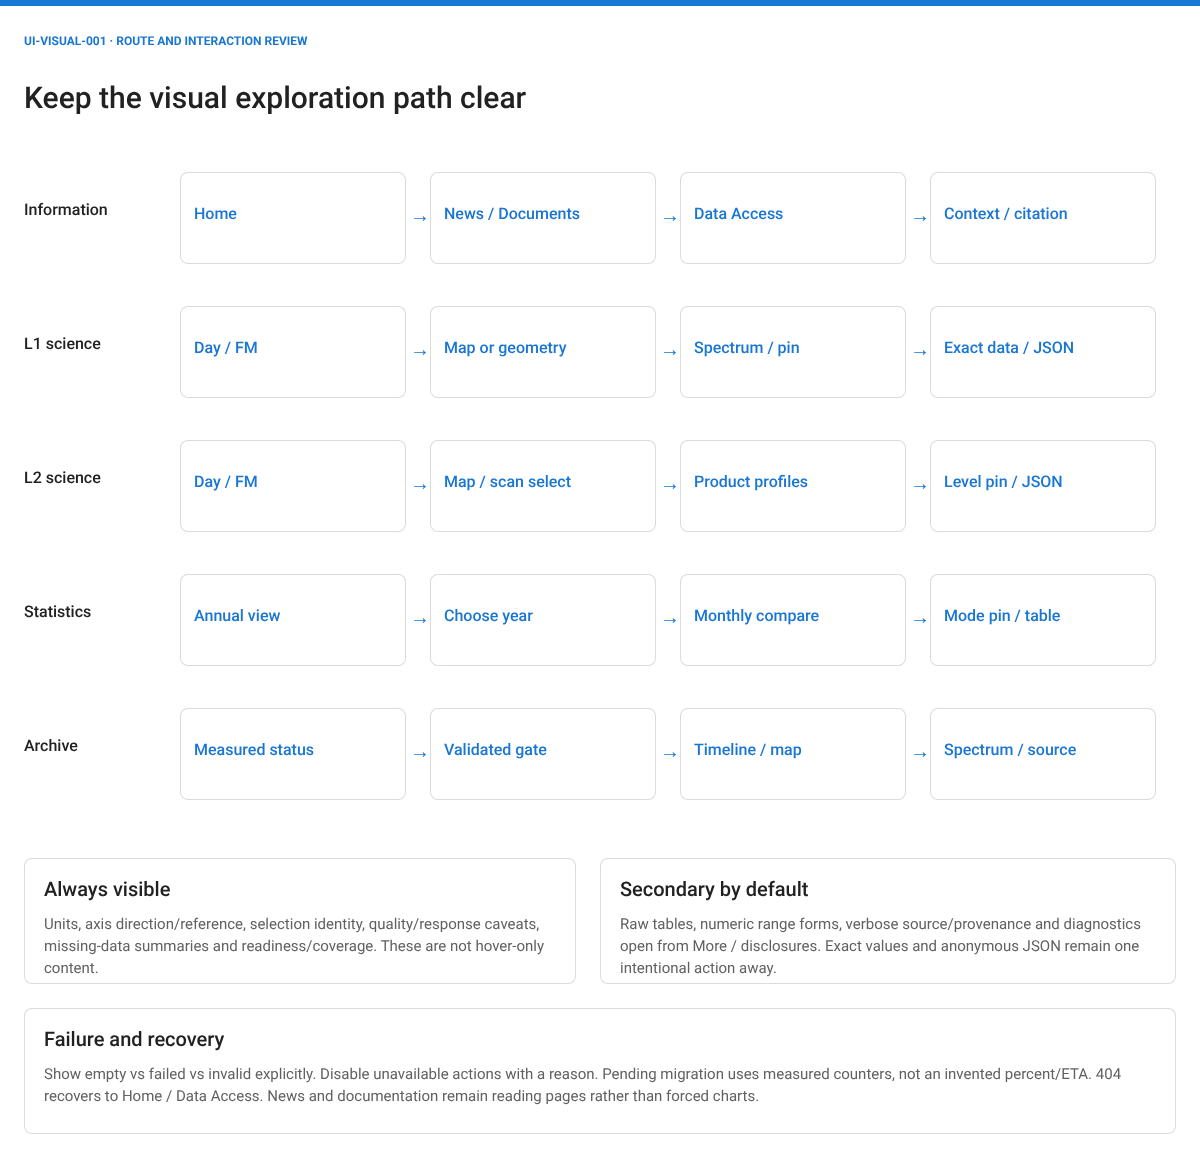 UI-VISUAL-001 · ROUTE AND INTERACTION REVIEW
Keep the visual exploration path clear
Information
Home
→
News / Documents
→
Data Access
→
Context / citation
L1 science
Day / FM
→
Map or geometry
→
Spectrum / pin
→
Exact data / JSON
L2 science
Day / FM
→
Map / scan select
→
Product profiles
→
Level pin / JSON
Statistics
Annual view
→
Choose year
→
Monthly compare
→
Mode pin / table
Archive
Measured status
→
Validated gate
→
Timeline / map
→
Spectrum / source
Always visible
Units, axis direction/reference, selection identity, quality/response caveats,
missing-data summaries and readiness/coverage. These are not hover-only
content.
Secondary by default
Raw tables, numeric range forms, verbose source/provenance and diagnostics
open from More / disclosures. Exact values and anonymous JSON remain one
intentional action away.
Failure and recovery
Show empty vs failed vs invalid explicitly. Disable unavailable actions with a reason. Pending migration uses measured counters, not an invented percent/ETA. 404
recovers to Home / Data Access. News and documentation remain reading pages rather than forced charts.